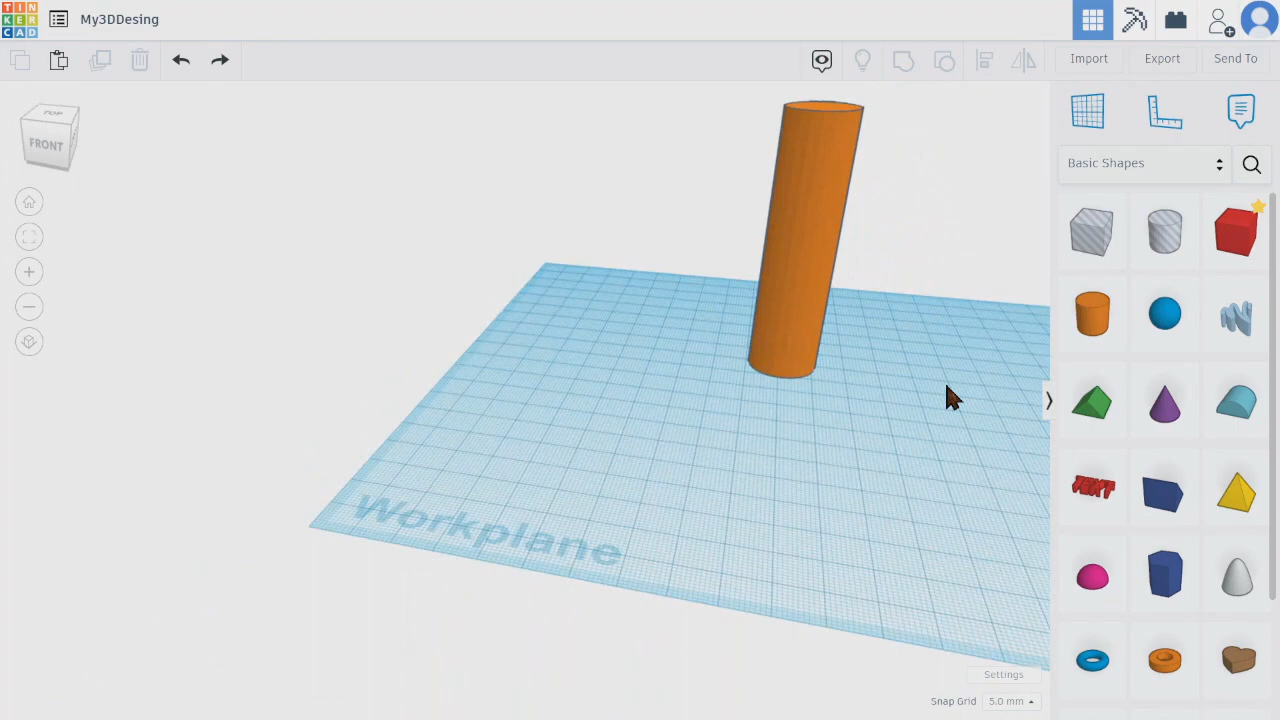 TIN
KER
CAD
My3DDesing
Import
Export
Send To
TOP
FRONT
Basic Shapes
TEXT
Workplane
Settings
Snap Grid
5.0 mm